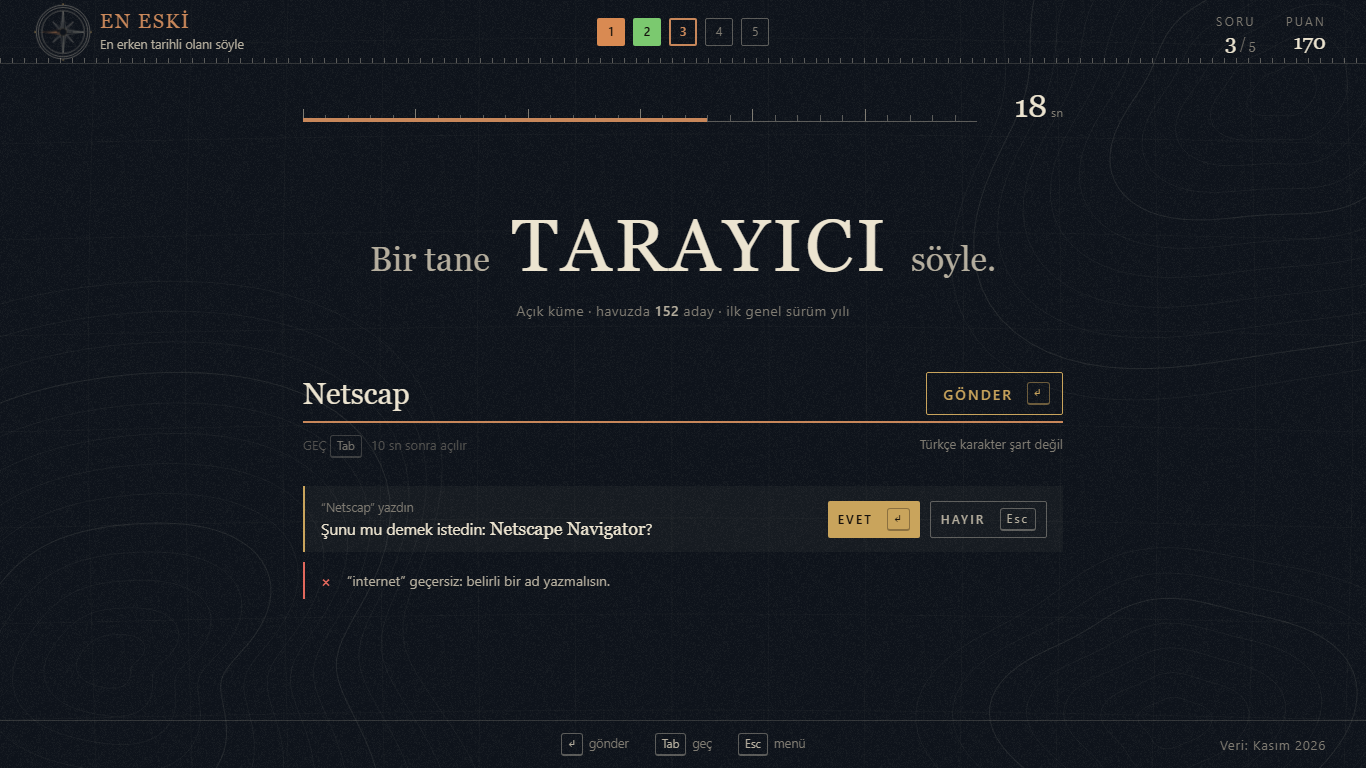 EN ESKİ
En erken tarihli olanı söyle
1 2 3 4 5
SORU PUAN
3 / 5 170
18 sn
Bir tane TARAYICI söyle.
Açık küme · havuzda 152 aday · ilk genel sürüm yılı
Netscap
GÖNDER ↵
GEÇ Tab 10 sn sonra açılır
Türkçe karakter şart değil
“Netscap” yazdın
Şunu mu demek istedin: Netscape Navigator?
EVET ↵ HAYIR Esc
× “internet” geçersiz: belirli bir ad yazmalısın.
↵ gönder Tab geç Esc menü
Veri: Kasım 2026